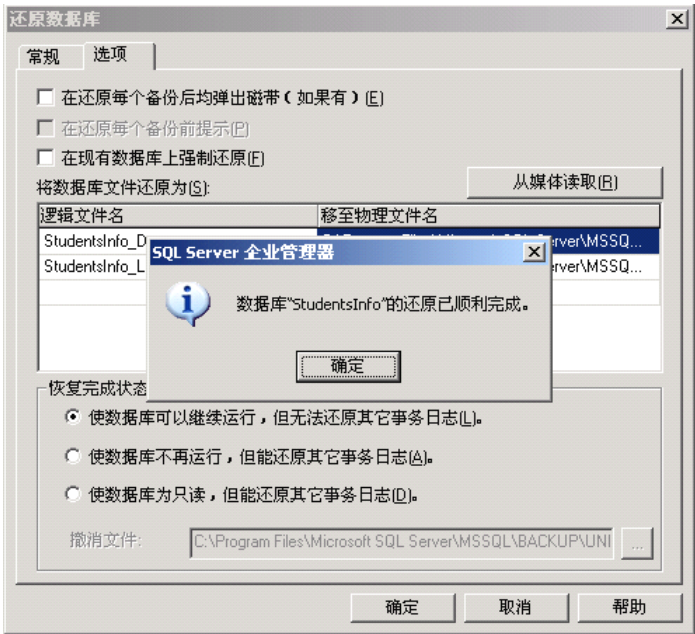 还原数据库
常规 选项
在还原每个备份后均弹出磁带(如果有)(E)
在还原每个备份前提示(P)
在现有数据库上强制还原(F)
将数据库文件还原为(S): 从媒体读取(R)
逻辑文件名 移至物理文件名
StudentsInfo_D erver\MSSQ...
StudentsInfo_L erver\MSSQ...
SQL Server 企业管理器
数据库"StudentsInfo"的还原已顺利完成。
确定
恢复完成状态
使数据库可以继续运行,但无法还原其它事务日志(L)。
使数据库不再运行,但能还原其它事务日志(A)。
使数据库为只读,但能还原其它事务日志(D)。
撤消文件: C:\Program Files\Microsoft SQL Server\MSSQL\BACKUP\UNI ...
确定 取消 帮助